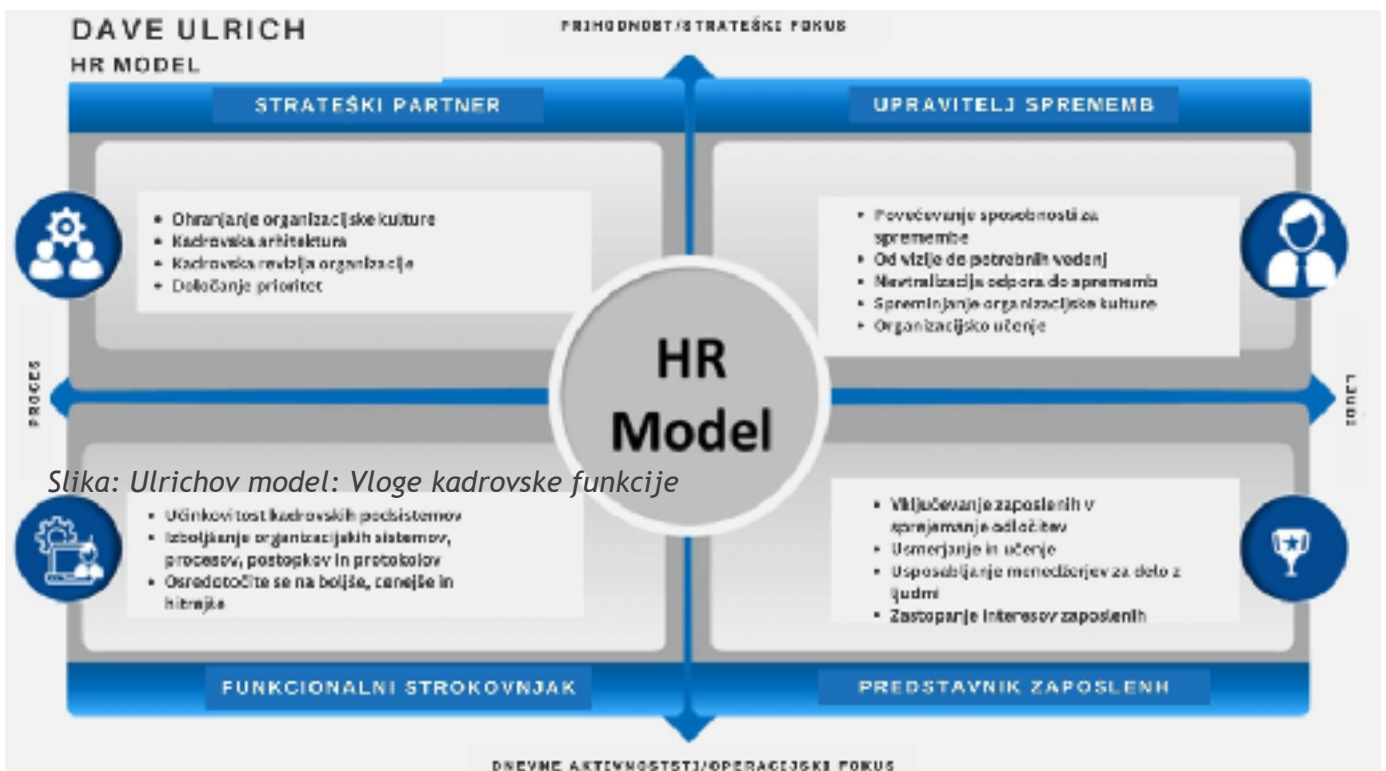 DAVE ULRICH
HR MODEL
PRIHODNOST/STRATEŠKI FOKUS
STRATEŠKI PARTNER
UPRAVITELJ SPREMEMB
• Ohranjanje organizacijske kulture
• Kadrovska arhitektura
• Kadrovska revizija organizacije
• Določanje prioritet
• Povečevanje sposobnosti za
spremembe
• Od vizije do potrebnih vedenj
• Nevtralizacija odpora do sprememb
• Spreminjanje organizacijske kulture
• Organizacijsko učenje
PROCES
HR
Model
LJUDJE
Slika: Ulrichov model: Vloge kadrovske funkcije
• Učinkovitost kadrovskih podsistemov
• Izboljšanje organizacijskih sistemov,
procesov, postopkov in protokolov
• Osredotočite se na boljše, cenejše in
hitrejše
• Vključevanje zaposlenih v
sprejemanje odločitev
• Usmerjanje in učenje
• Usposabljanje menedžerjev za delo z
ljudmi
• Zastopanje interesov zaposlenih
FUNKCIONALNI STROKOVNJAK
PREDSTAVNIK ZAPOSLENH
DNEVNE AKTIVNOSTSTI/OPERACIJSKI FOKUS